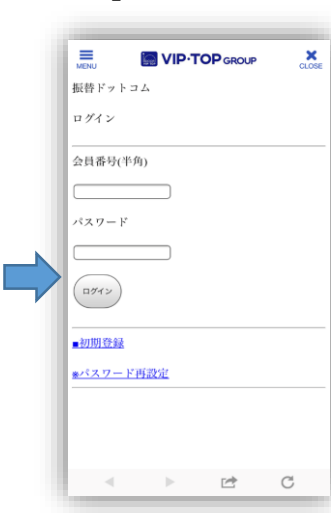 MENU
VIP-TOP GROUP
CLOSE
振替ドットコム
ログイン
会員番号(半角)
パスワード
ログイン
■初期登録
※パスワード再設定